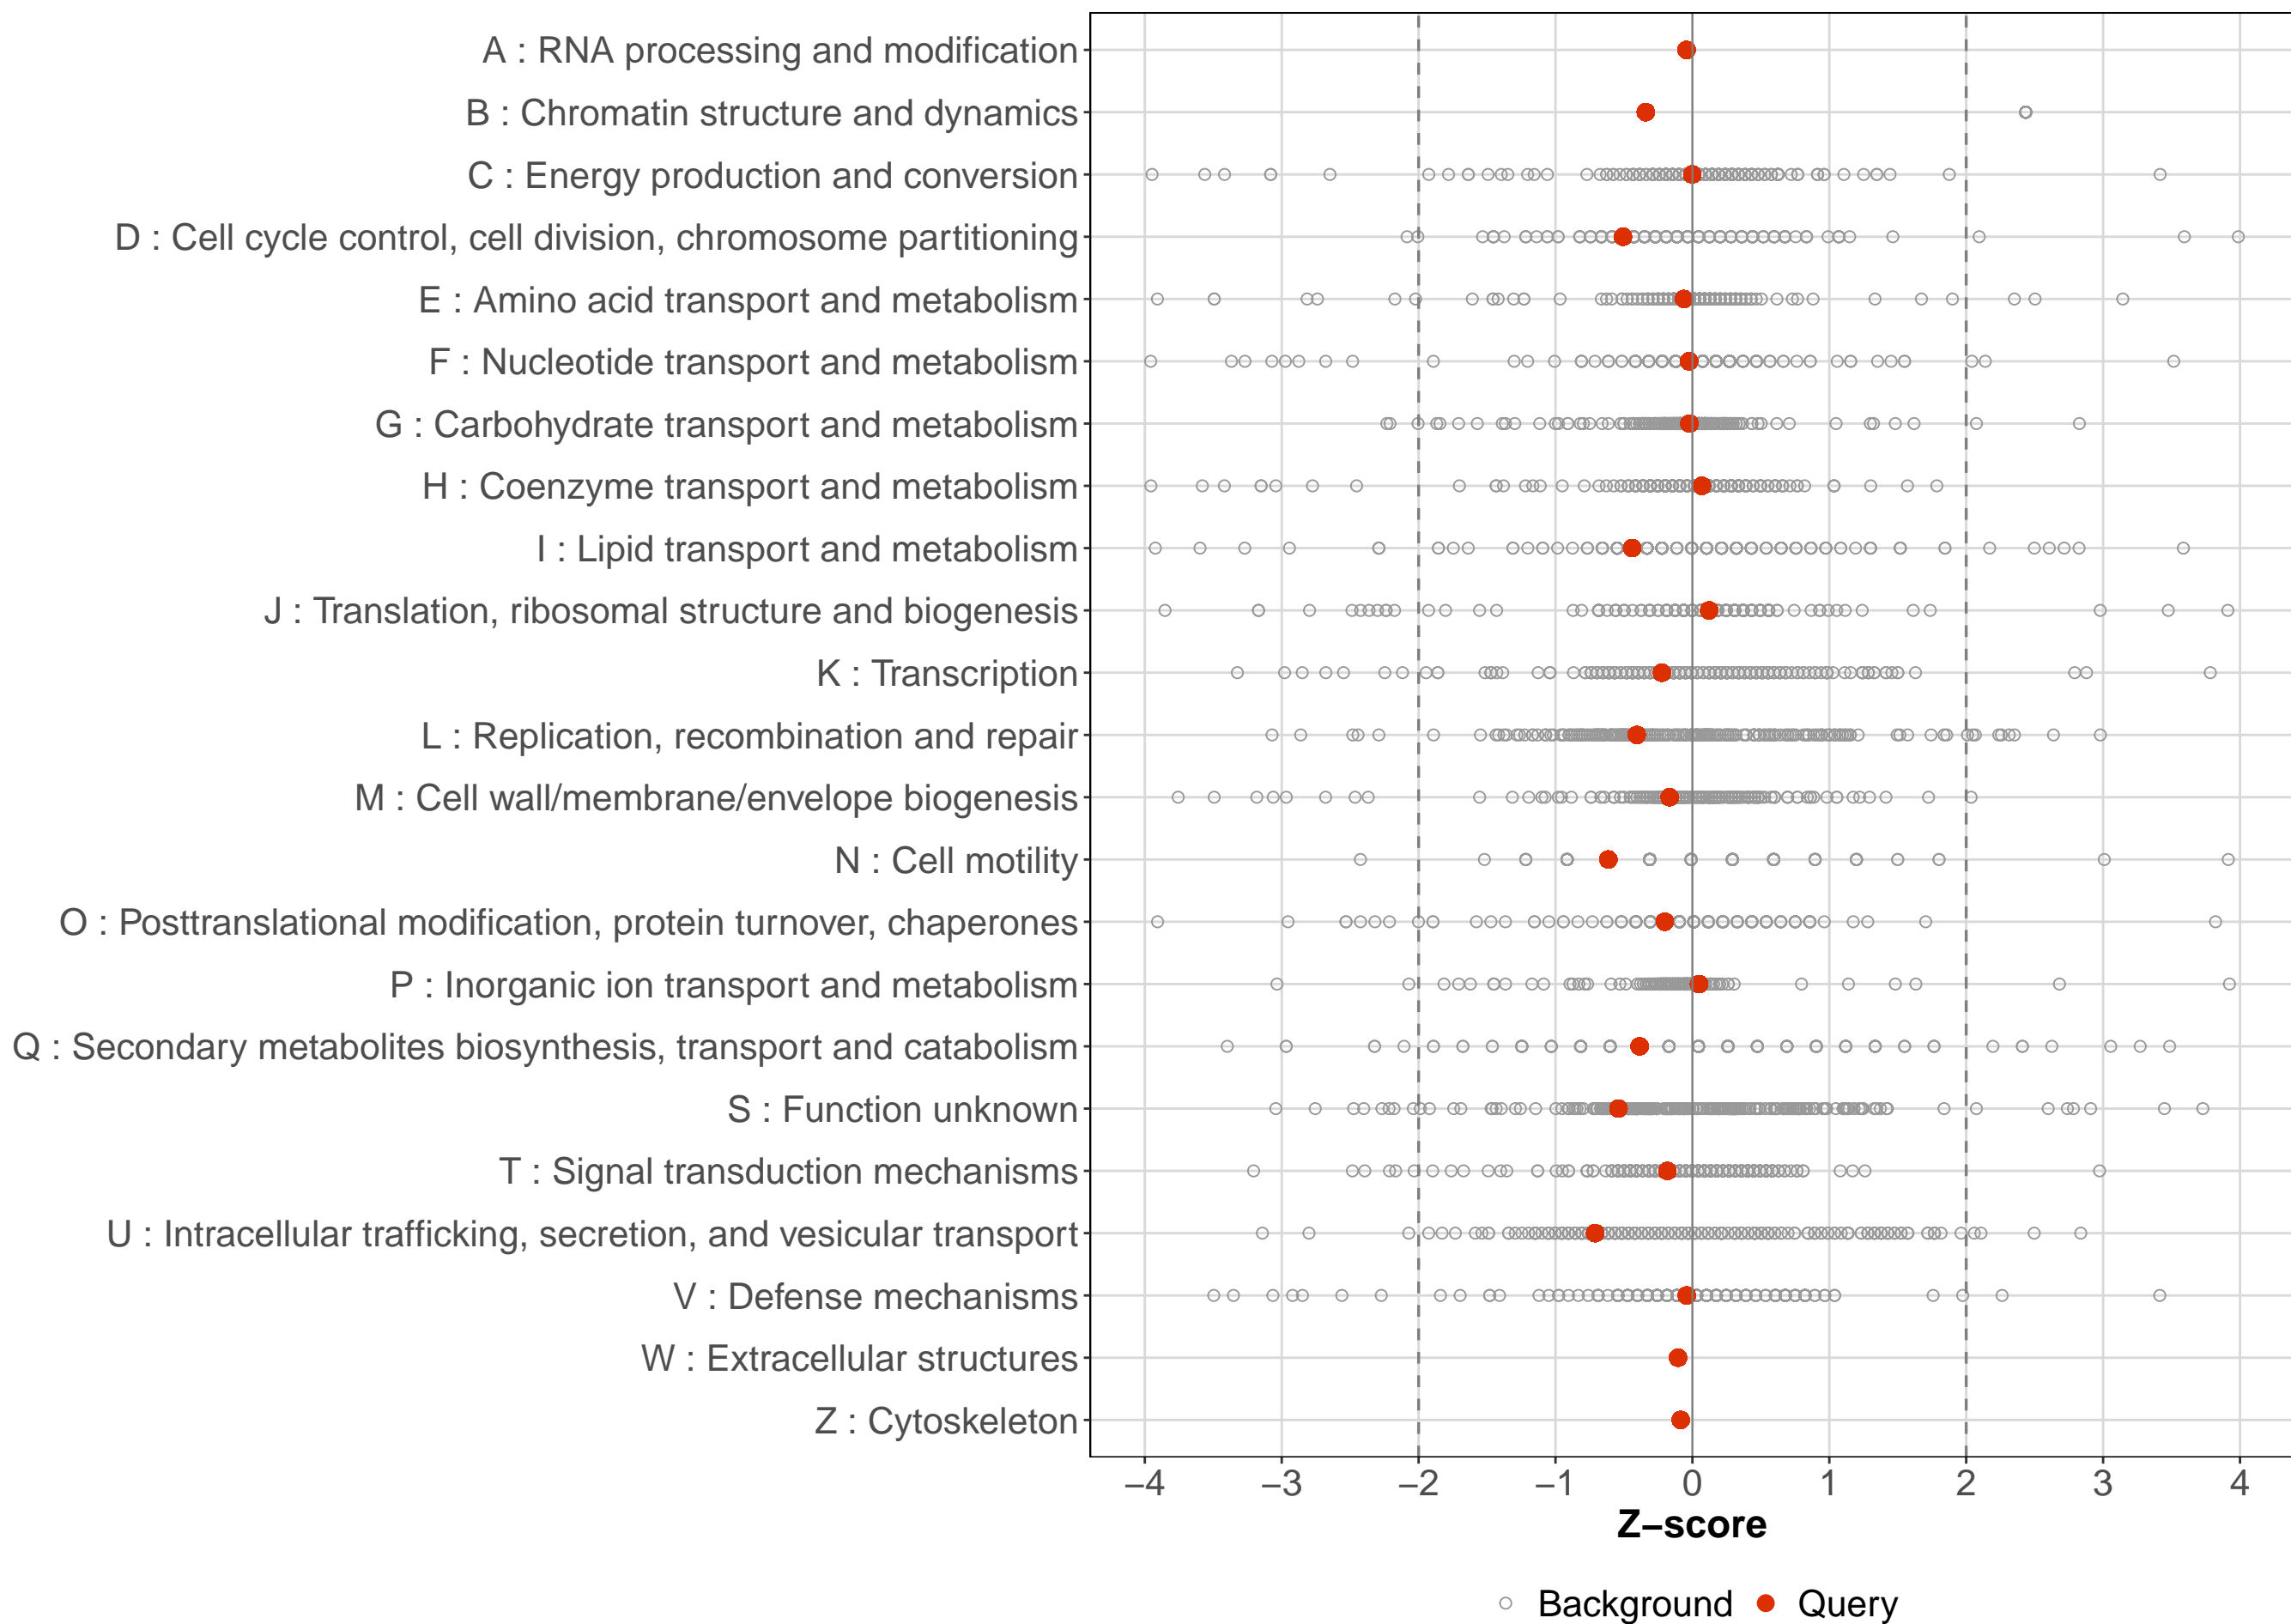 A : RNA processing and modification
B : Chromatin structure and dynamics
C : Energy production and conversion
D : Cell cycle control, cell division, chromosome partitioning
E : Amino acid transport and metabolism
F : Nucleotide transport and metabolism
G : Carbohydrate transport and metabolism
H : Coenzyme transport and metabolism
I : Lipid transport and metabolism
J : Translation, ribosomal structure and biogenesis
K : Transcription
L : Replication, recombination and repair
M : Cell wall/membrane/envelope biogenesis
N : Cell motility
O : Posttranslational modification, protein turnover, chaperones
P : Inorganic ion transport and metabolism
Q : Secondary metabolites biosynthesis, transport and catabolism
S : Function unknown
T : Signal transduction mechanisms
U : Intracellular trafficking, secretion, and vesicular transport
V : Defense mechanisms
W : Extracellular structures
Z : Cytoskeleton
−4 −3 −2 −1 0 1 2 3 4
Z−score
Background Query